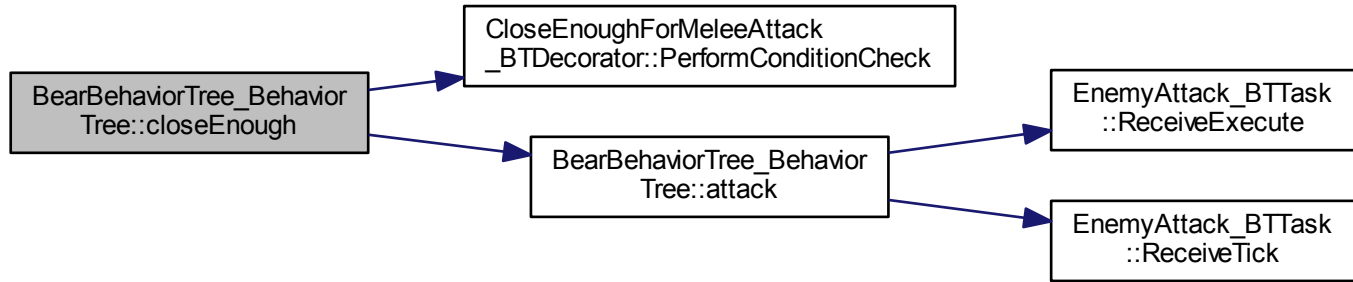 BearBehaviorTree_Behavior
Tree::closeEnough
CloseEnoughForMeleeAttack
_BTDecorator::PerformConditionCheck
BearBehaviorTree_Behavior
Tree::attack
EnemyAttack_BTTask
::ReceiveExecute
EnemyAttack_BTTask
::ReceiveTick